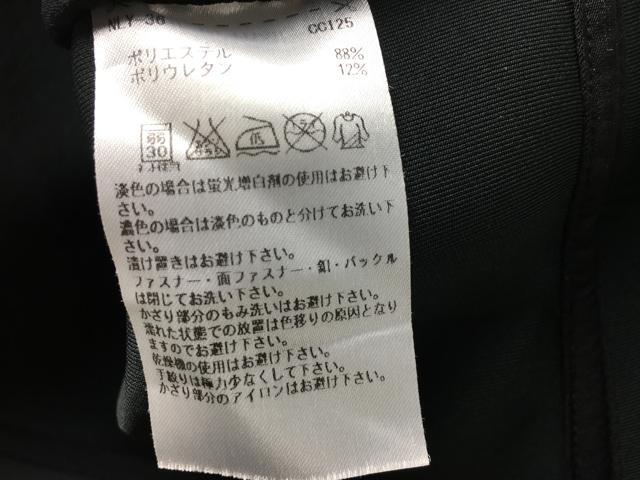 NLY 36 CC125
ポリエステル 88%
ポリウレタン 12%
弱 30
低
淡色の場合は蛍光増白剤の使用はお避け下
さい。
濃色の場合は淡色のものと分けてお洗い下
さい。
漬け置きはお避け下さい。
ファスナー・面ファスナー・釦・バックル
は閉じてお洗い下さい。
かざり部分のもみ洗いはお避け下さい。
濡れた状態での放置は色移りの原因となり
ますのでお避け下さい。
乾燥機の使用はお避け下さい。
手絞りは極力少なくして下さい。
かざり部分のアイロンはお避け下さい。